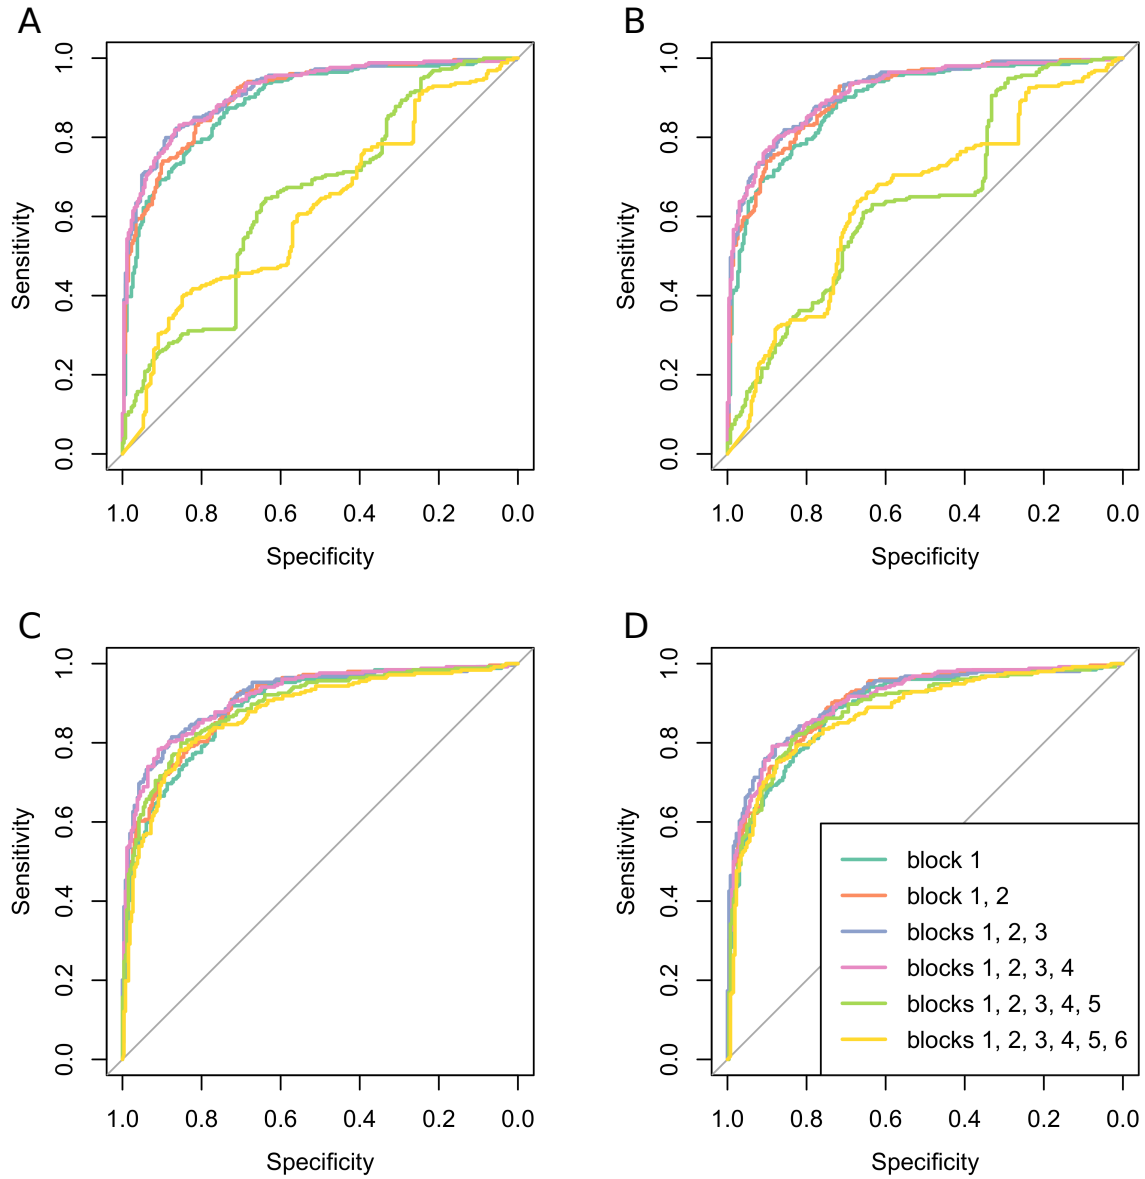 A
B
Sensitivity
0.0 0.2 0.4 0.6 0.8 1.0
1.0 0.8 0.6 0.4 0.2 0.0
Specificity
Sensitivity
0.0 0.2 0.4 0.6 0.8 1.0
1.0 0.8 0.6 0.4 0.2 0.0
Specificity
C
D
Sensitivity
0.0 0.2 0.4 0.6 0.8 1.0
1.0 0.8 0.6 0.4 0.2 0.0
Specificity
Sensitivity
0.0 0.2 0.4 0.6 0.8 1.0
block 1
block 1, 2
blocks 1, 2, 3
blocks 1, 2, 3, 4
blocks 1, 2, 3, 4, 5
blocks 1, 2, 3, 4, 5, 6
1.0 0.8 0.6 0.4 0.2 0.0
Specificity